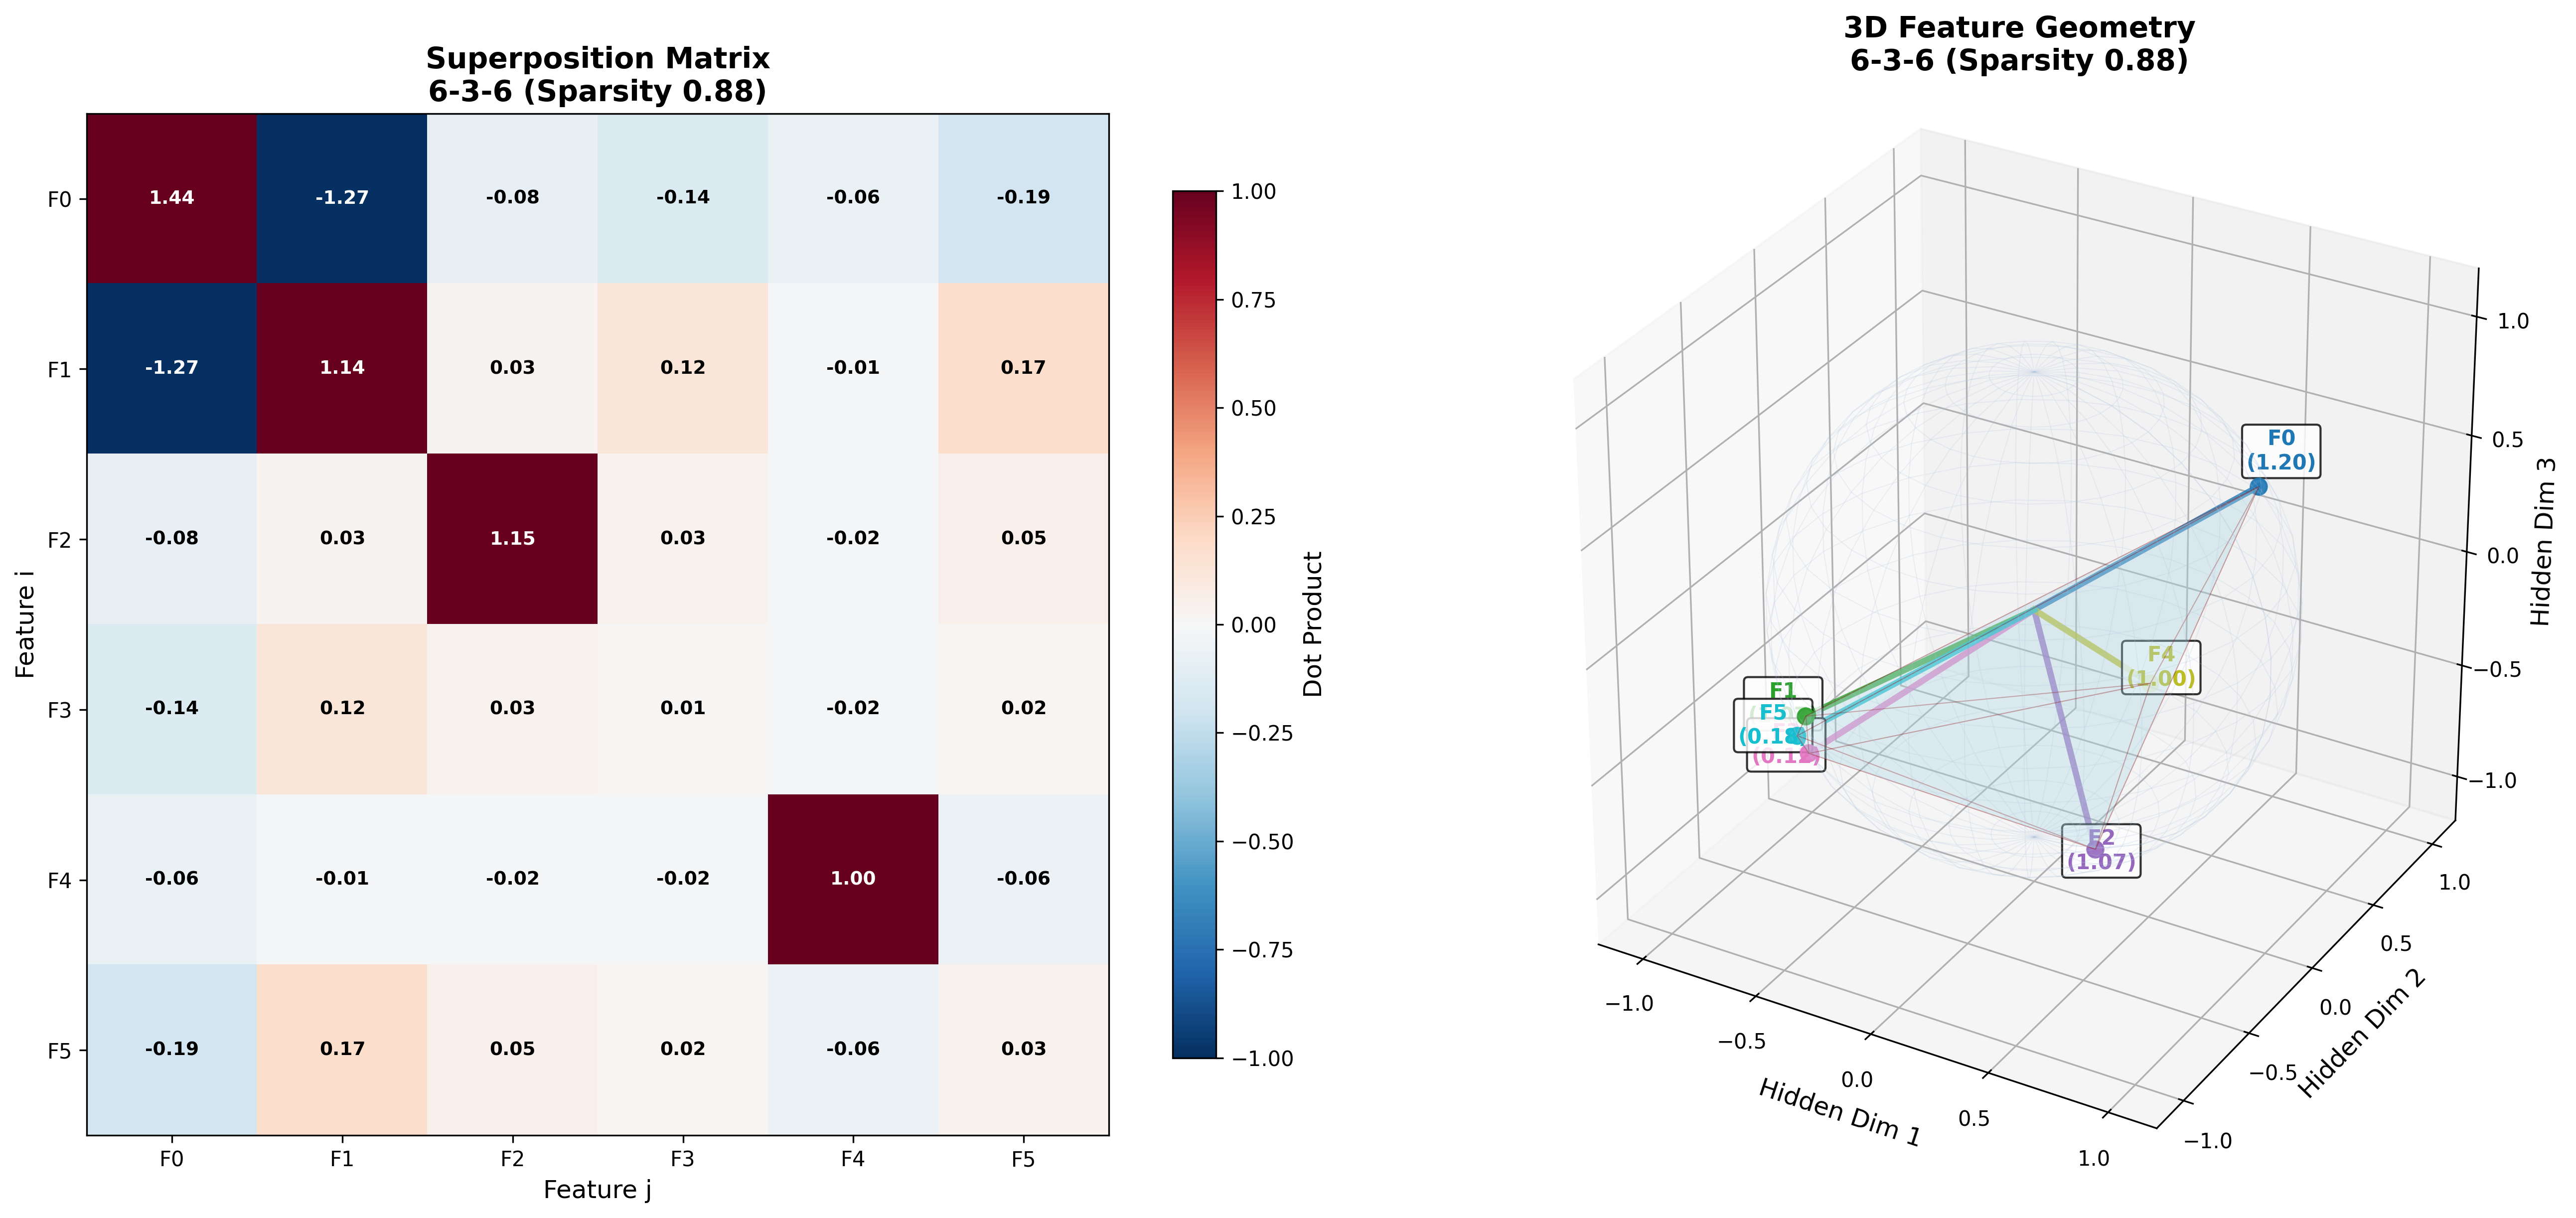 Superposition Matrix
6-3-6 (Sparsity 0.88)
F0
1.44 -1.27 -0.08 -0.14 -0.06 -0.19
F1
-1.27 1.14 0.03 0.12 -0.01 0.17
F2
-0.08 0.03 1.15 0.03 -0.02 0.05
F3
-0.14 0.12 0.03 0.01 -0.02 0.02
F4
-0.06 -0.01 -0.02 -0.02 1.00 -0.06
F5
-0.19 0.17 0.05 0.02 -0.06 0.03
F0 F1 F2 F3 F4 F5
Feature j
Feature i
1.00
0.75
0.50
0.25
0.00
−0.25
−0.50
−0.75
−1.00
Dot Product
3D Feature Geometry
6-3-6 (Sparsity 0.88)
F0
(1.20)
F4
(1.00)
F1
F5
(0.18)
F2
(1.07)
1.0
0.5
0.0
−0.5
−1.0
Hidden Dim 3
1.0
0.5
0.0
−0.5
−1.0
Hidden Dim 2
−1.0
−0.5
0.0
0.5
1.0
Hidden Dim 1